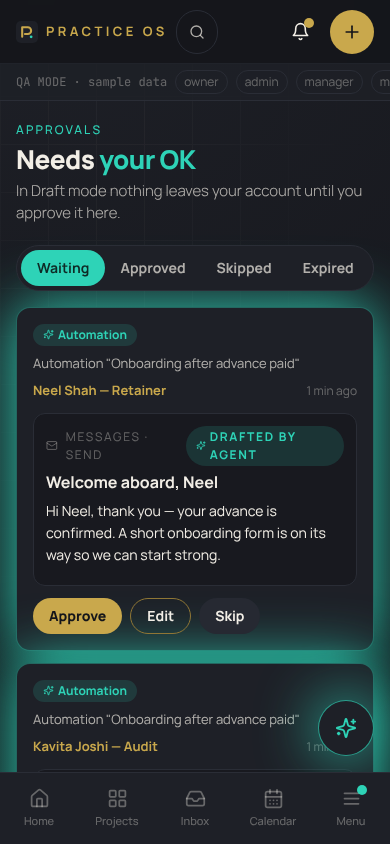 PRACTICE OS
QA MODE · sample data owner admin manager
APPROVALS
Needs your OK
In Draft mode nothing leaves your account until you
approve it here.
Waiting Approved Skipped Expired
Automation
Automation "Onboarding after advance paid"
Neel Shah — Retainer 1 min ago
MESSAGES ·
SEND
DRAFTED BY
AGENT
Welcome aboard, Neel
Hi Neel, thank you — your advance is
confirmed. A short onboarding form is on its
way so we can start strong.
Approve Edit Skip
Automation
Automation "Onboarding after advance paid"
Kavita Joshi — Audit 1
Home Projects Inbox Calendar Menu